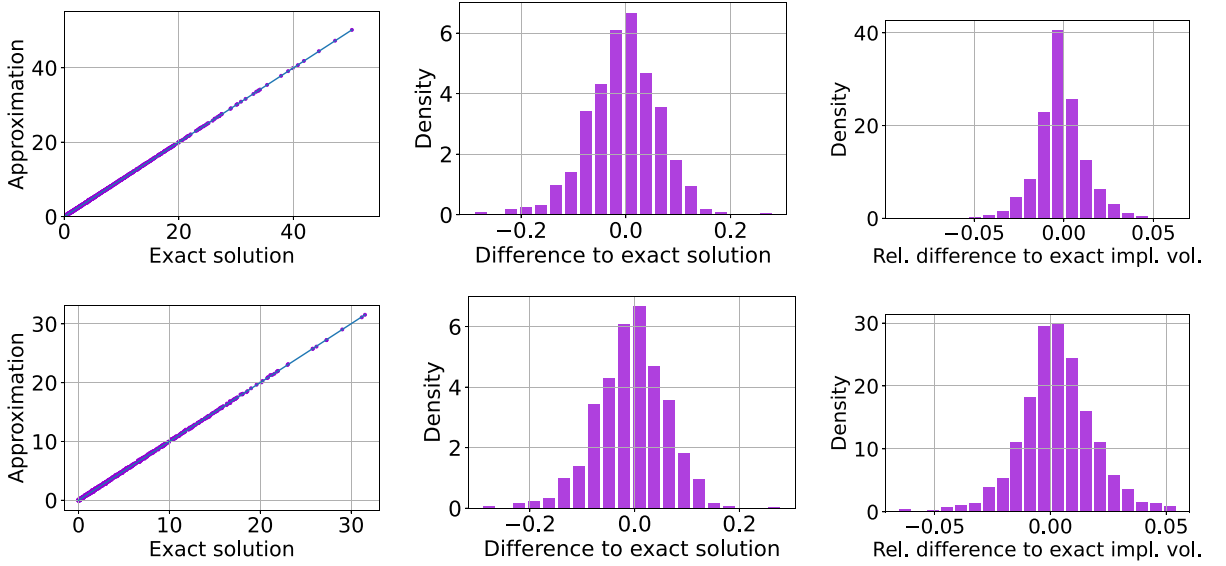 Approximation
40
20
0
0 20 40
Exact solution
Density
6
4
2
0
−0.2 0.0 0.2
Difference to exact solution
Density
40
20
0
−0.05 0.00 0.05
Rel. difference to exact impl. vol.
Approximation
30
20
10
0
0 10 20 30
Exact solution
Density
6
4
2
0
−0.2 0.0 0.2
Difference to exact solution
Density
30
20
10
0
−0.05 0.00 0.05
Rel. difference to exact impl. vol.